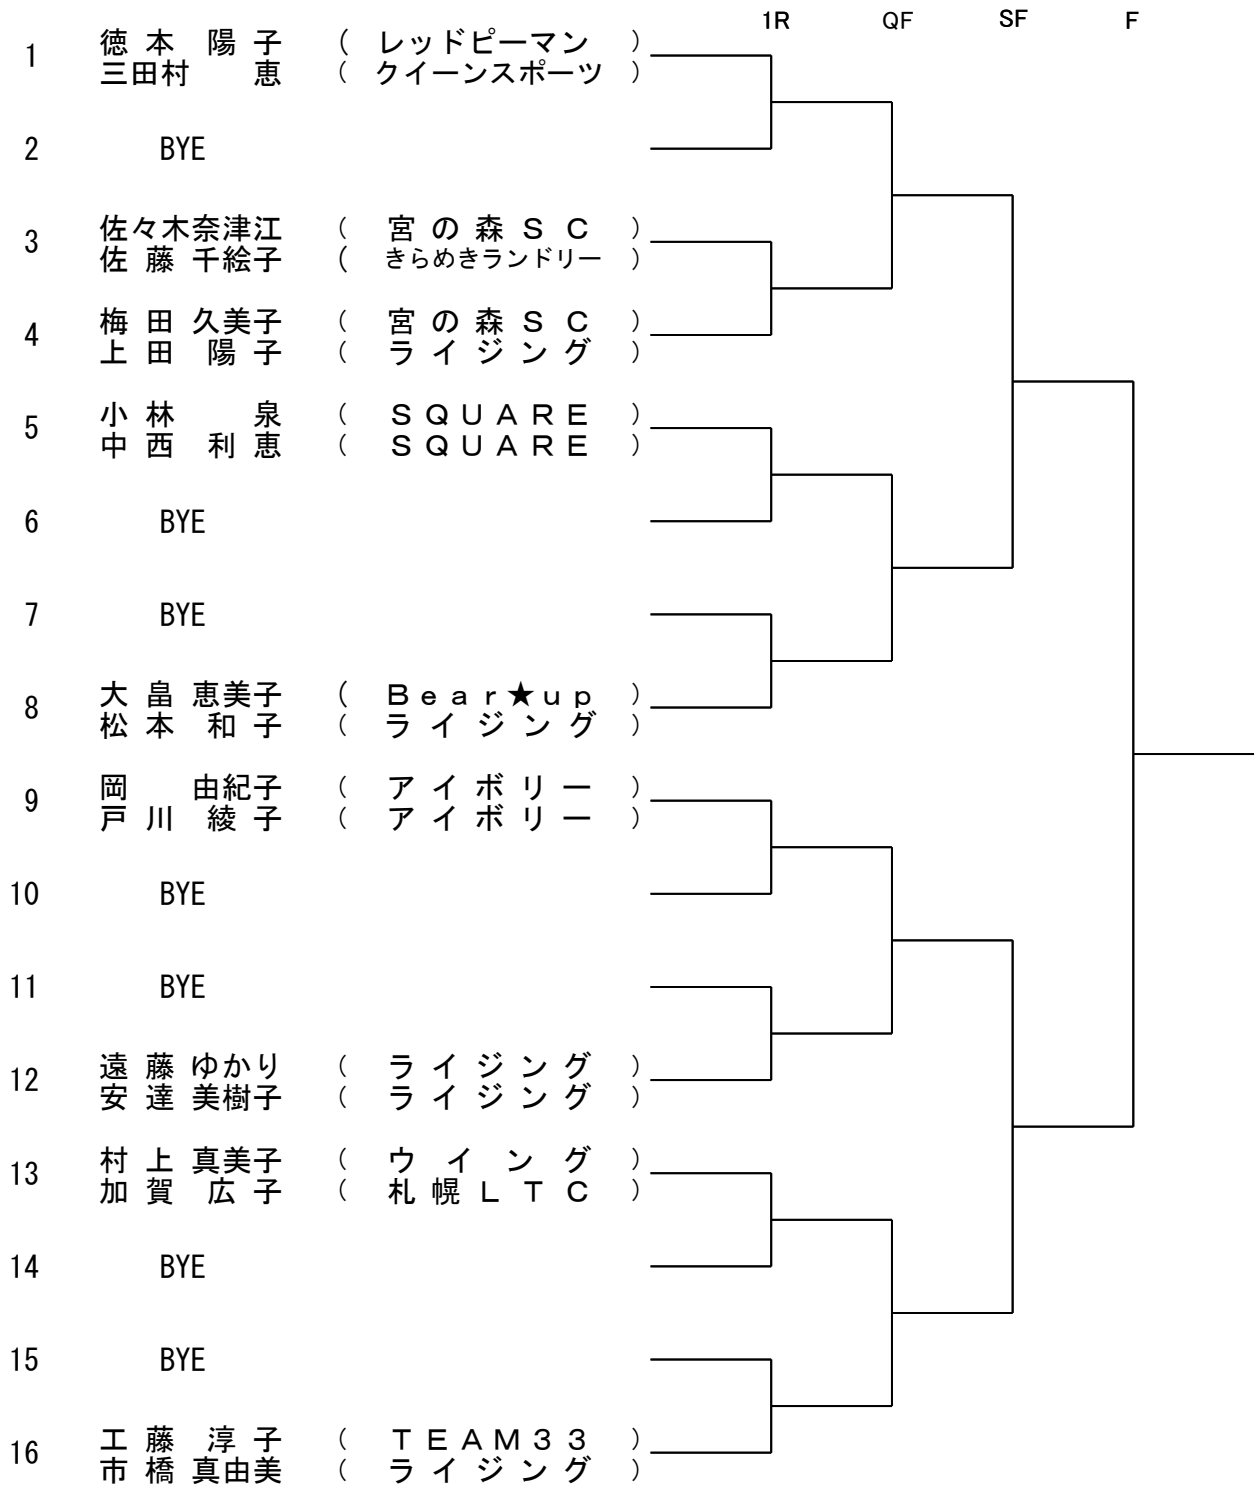 1R QF SF F
1 徳本 陽子 ( レッドピーマン )
三田村 恵 ( クイーンスポーツ )
2 BYE
3 佐々木奈津江 ( 宮の森SC )
佐藤 千絵子 ( きらめきランドリー )
4 梅田 久美子 ( 宮の森SC )
上田 陽子 ( ライジング )
5 小林 泉 ( SQUARE )
中西 利恵 ( SQUARE )
6 BYE
7 BYE
8 大畠 恵美子 ( Bear★up )
松本 和子 ( ライジング )
9 岡 由紀子 ( アイボリー )
戸川 綾子 ( アイボリー )
10 BYE
11 BYE
12 遠藤 ゆかり ( ライジング )
安達 美樹子 ( ライジング )
13 村上 真美子 ( ウイング )
加賀 広子 ( 札幌LTC )
14 BYE
15 BYE
16 工藤 淳子 ( TEAM33 )
市橋 真由美 ( ライジング )